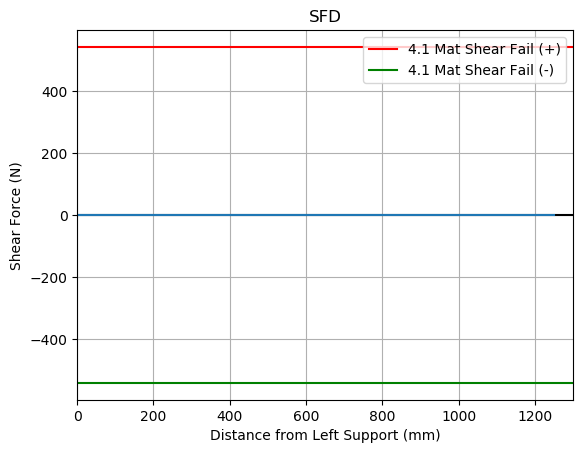 SFD
4.1 Mat Shear Fail (+)
4.1 Mat Shear Fail (-)
400
200
0
−200
−400
Shear Force (N)
0 200 400 600 800 1000 1200
Distance from Left Support (mm)